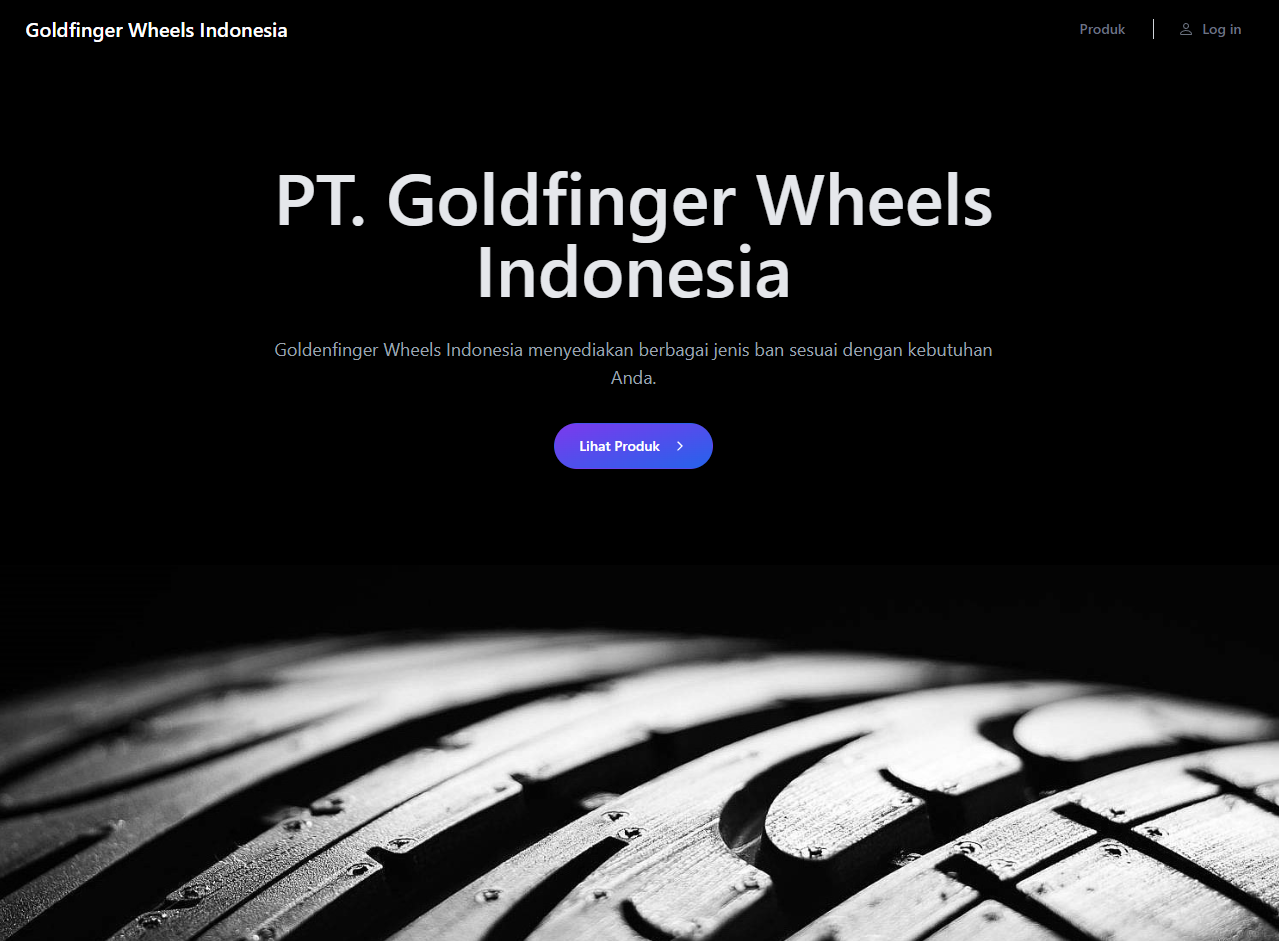 Goldfinger Wheels Indonesia
Produk
Log in
PT. Goldfinger Wheels
Indonesia
Goldenfinger Wheels Indonesia menyediakan berbagai jenis ban sesuai dengan kebutuhan
Anda.
Lihat Produk